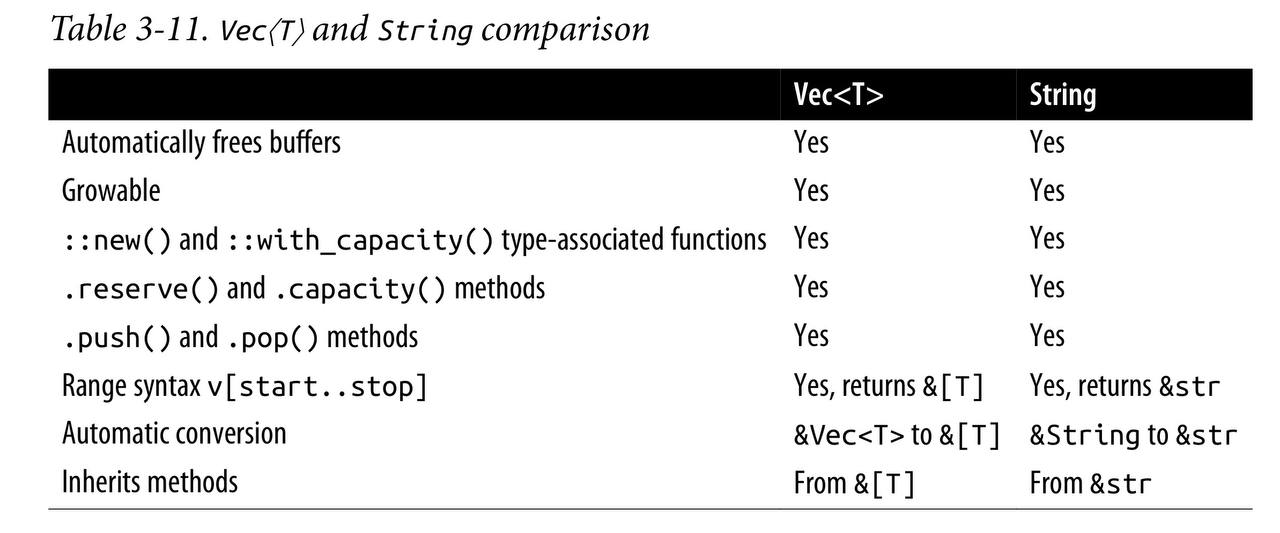 Table 3-11. Vec⟨T⟩ and String comparison
Vec<T> String
Automatically frees buffers Yes Yes
Growable Yes Yes
::new() and ::with_capacity() type-associated functions Yes Yes
.reserve() and .capacity() methods Yes Yes
.push() and .pop() methods Yes Yes
Range syntax v[start..stop] Yes, returns &[T] Yes, returns &str
Automatic conversion &Vec<T> to &[T] &String to &str
Inherits methods From &[T] From &str